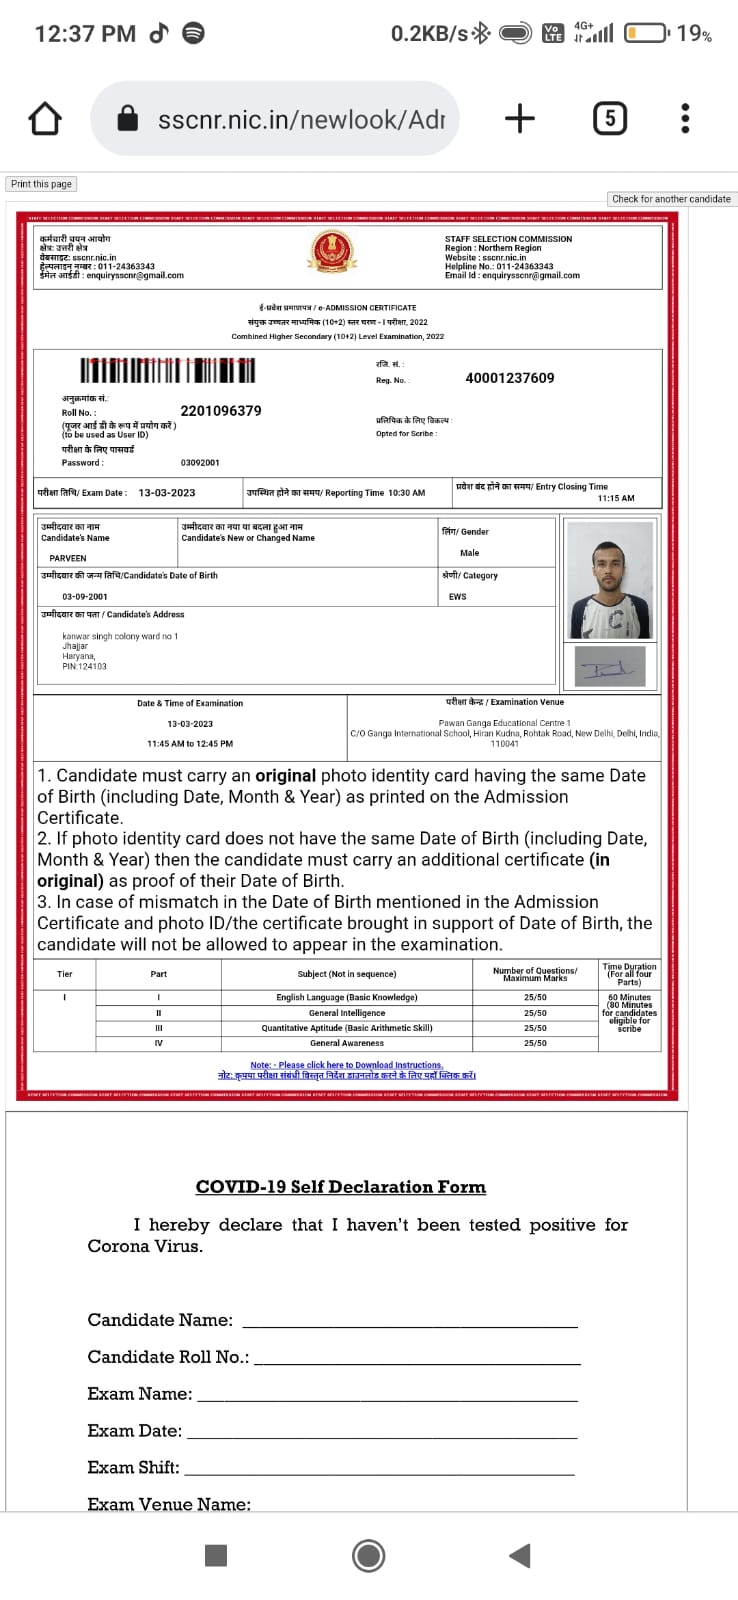 12:37 PM
0.2KB/s
Vo LTE
4G+
19%
sscnr.nic.in/newlook/Adr
5
Print this page
Check for another candidate
कर्मचारी चयन आयोग
क्षेत्र: उत्तरी क्षेत्र
वेबसाइट: sscnr.nic.in
हेल्पलाइन नम्बर : 011-24363343
ईमेल आईडी : enquirysscnr@gmail.com
STAFF SELECTION COMMISSION
Region : Northern Region
Website : sscnr.nic.in
Helpline No.: 011-24363343
Email Id : enquirysscnr@gmail.com
ई-प्रवेश प्रमाणपत्र / e-ADMISSION CERTIFICATE
संयुक्त उच्चतर माध्यमिक (10+2) स्तर चरण - I परीक्षा, 2022
Combined Higher Secondary (10+2) Level Examination, 2022
रजि. सं. :
Reg. No. :
40001237609
अनुक्रमांक सं.:
Roll No. :
2201096379
(यूजर आई डी के रूप में प्रयोग करें )
(to be used as User ID)
प्रलिपिक के लिए विकल्प :
Opted for Scribe :
परीक्षा के लिए पासवर्ड
Password :
03092001
परीक्षा तिथि/ Exam Date : 13-03-2023
उपस्थित होने का समय/ Reporting Time 10:30 AM
प्रवेश बंद होने का समय/ Entry Closing Time
11:15 AM
उम्मीदवार का नाम
Candidate's Name
PARVEEN
उम्मीदवार का नया या बदला हुआ नाम
Candidate's New or Changed Name
लिंग/ Gender
Male
उम्मीदवार की जन्म तिथि/Candidate's Date of Birth
03-09-2001
श्रेणी/ Category
EWS
उम्मीदवार का पता / Candidate's Address
kanwar singh colony ward no 1
Jhajjar
Haryana,
PIN:124103
Date & Time of Examination
13-03-2023
11:45 AM to 12:45 PM
परीक्षा केन्द्र / Examination Venue
Pawan Ganga Educational Centre 1
C/O Ganga International School, Hiran Kudna, Rohtak Road, New Delhi, Delhi, India,
110041
1. Candidate must carry an original photo identity card having the same Date
of Birth (including Date, Month & Year) as printed on the Admission
Certificate.
2. If photo identity card does not have the same Date of Birth (including Date,
Month & Year) then the candidate must carry an additional certificate (in
original) as proof of their Date of Birth.
3. In case of mismatch in the Date of Birth mentioned in the Admission
Certificate and photo ID/the certificate brought in support of Date of Birth, the
candidate will not be allowed to appear in the examination.
Tier Part Subject (Not in sequence) Number of Questions/ Maximum Marks Time Duration (For all four Parts)
I I English Language (Basic Knowledge) 25/50 60 Minutes (80 Minutes for candidates eligible for scribe
II General Intelligence 25/50
III Quantitative Aptitude (Basic Arithmetic Skill) 25/50
IV General Awareness 25/50
Note: - Please click here to Download Instructions.
नोट: कृपया परीक्षा संबंधी विस्तृत निर्देश डाउनलोड करने के लिए यहाँ क्लिक करें।
COVID-19 Self Declaration Form
I hereby declare that I haven't been tested positive for
Corona Virus.
Candidate Name:
Candidate Roll No.:
Exam Name:
Exam Date:
Exam Shift:
Exam Venue Name: